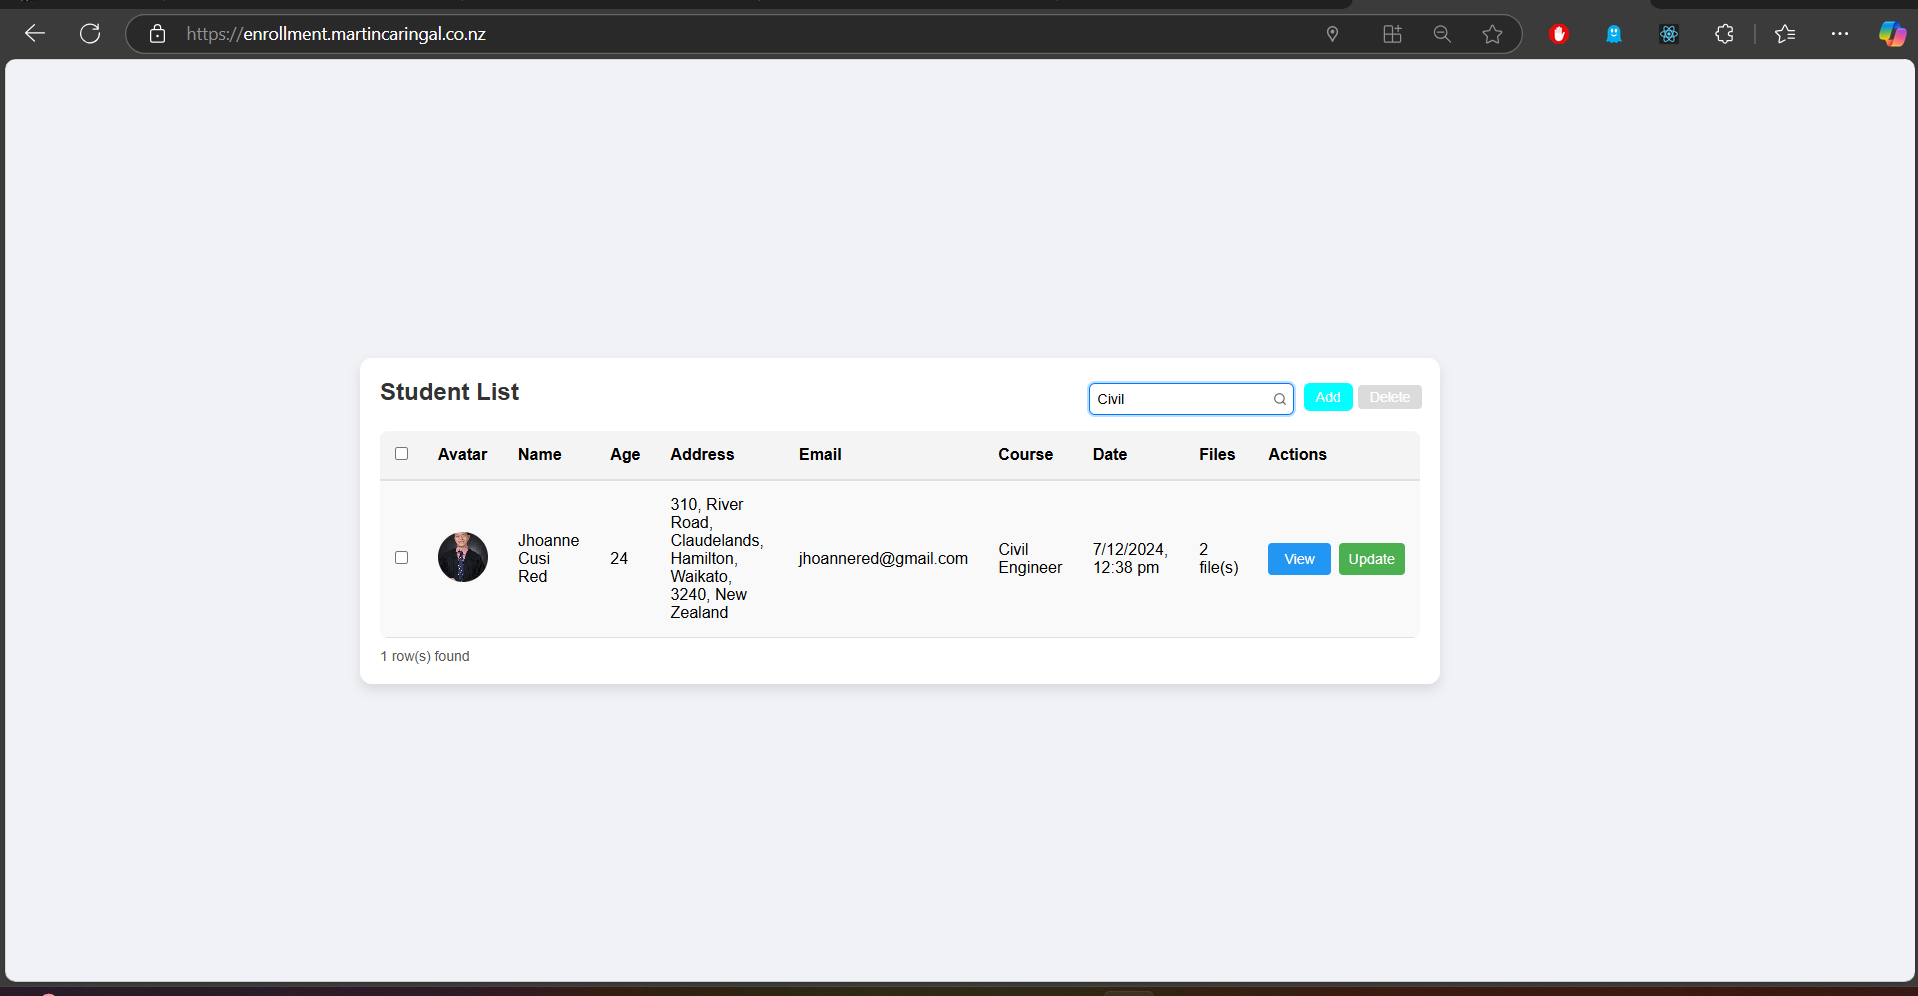 https://enrollment.martincaringal.co.nz
Student List
Civil
Add
Delete
Avatar Name Age Address Email Course Date Files Actions
Jhoanne
Cusi
Red
24
310, River
Road,
Claudelands,
Hamilton,
Waikato,
3240, New
Zealand
jhoannered@gmail.com
Civil
Engineer
7/12/2024,
12:38 pm
2
file(s)
View
Update
1 row(s) found